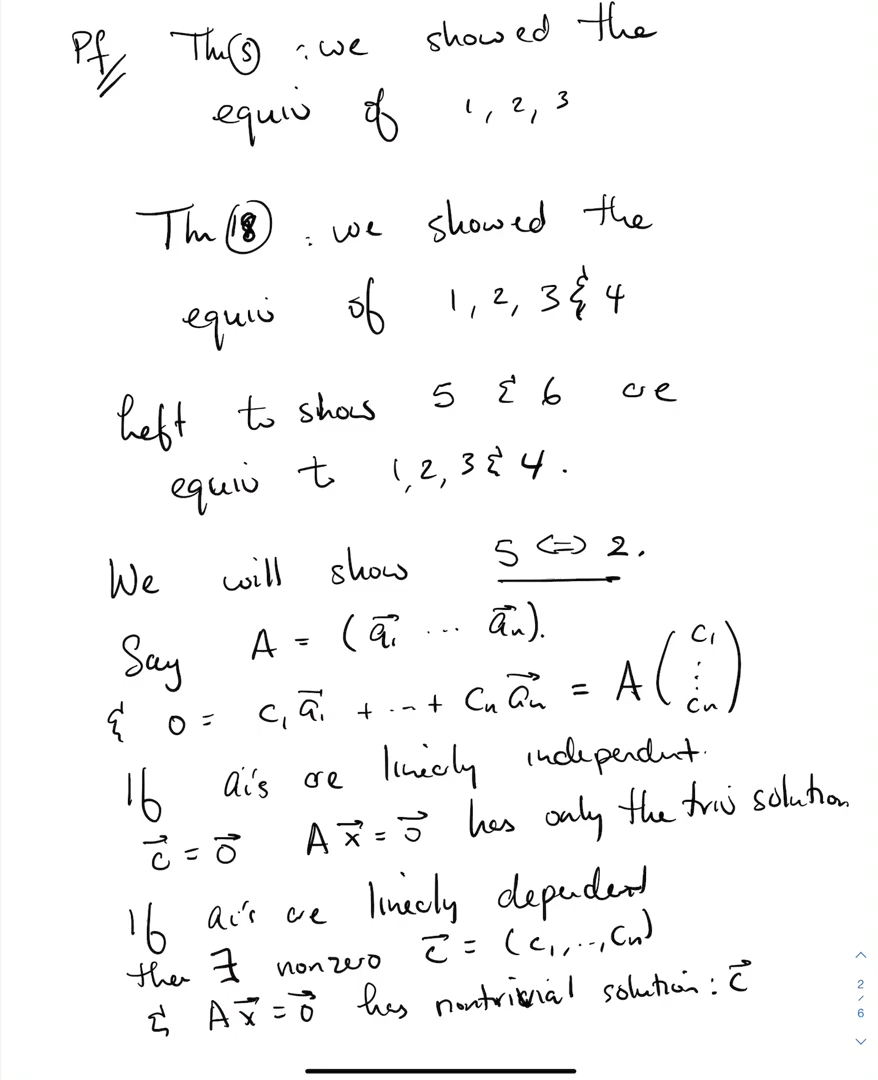 Pf Thm 5 : we showed the
equiv of 1, 2, 3
Thm 18 : we showed the
equiv of 1, 2, 3 & 4
Left to show 5 & 6 are
equiv to 1, 2, 3 & 4.
We will show 5 <=> 2.
Say A = (a⃗₁ ... a⃗ₙ).
& 0 = c₁a⃗₁ + ... + cₙa⃗ₙ = A (c₁ ⋮ cₙ)
If ai's are linearly independent.
c⃗ = 0⃗ Ax⃗ = 0⃗ has only the triv solution
If ai's are linearly dependent
then ∃ nonzero c⃗ = (c₁,..,cₙ)
& Ax⃗ = 0⃗ has nontrivial solution : c⃗
2
/
6